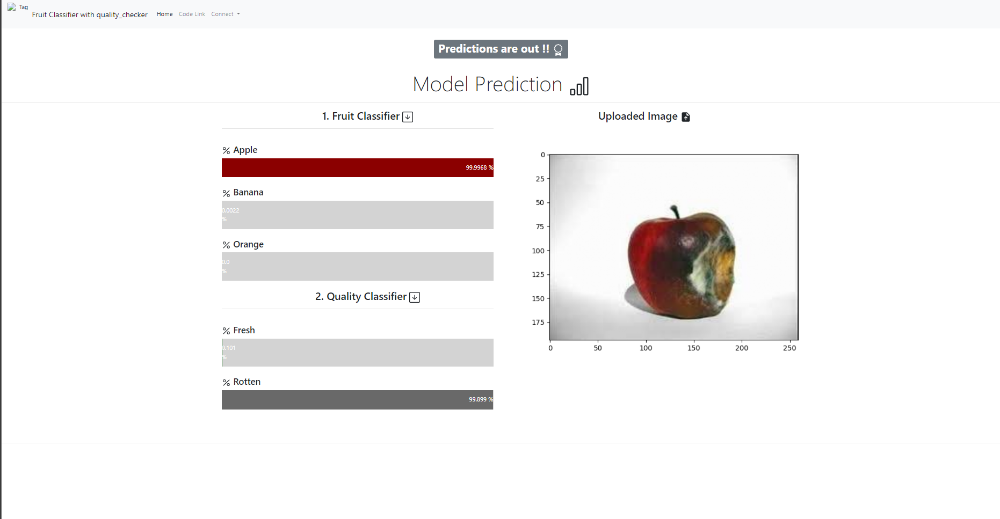 Tag
Fruit Classifier with quality_checker Home Code Link Connect
Predictions are out !!
Model Prediction
1. Fruit Classifier
% Apple
99.9968 %
% Banana
0.0022
%
% Orange
0.0
%
2. Quality Classifier
% Fresh
0.101
%
% Rotten
99.899 %
Uploaded Image
0
25
50
75
100
125
150
175
0 50 100 150 200 250